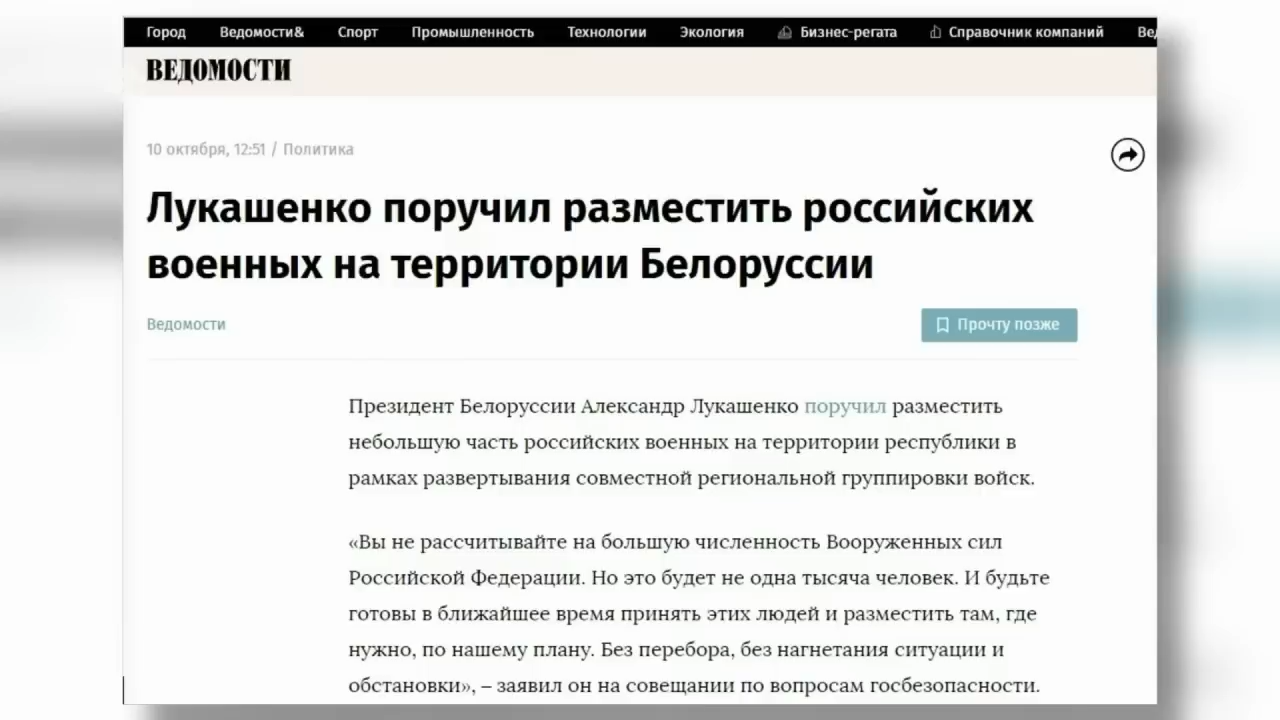 Город Ведомости& Спорт Промышленность Технологии Экология Бизнес-регата Справочник компаний
ВЕДОМОСТИ
10 октября, 12:51 / Политика
Лукашенко поручил разместить российских
военных на территории Белоруссии
Ведомости
Прочту позже
Президент Белоруссии Александр Лукашенко поручил разместить
небольшую часть российских военных на территории республики в
рамках развертывания совместной региональной группировки войск.
«Вы не рассчитывайте на большую численность Вооруженных сил
Российской Федерации. Но это будет не одна тысяча человек. И будьте
готовы в ближайшее время принять этих людей и разместить там, где
нужно, по нашему плану. Без перебора, без нагнетания ситуации и
обстановки», – заявил он на совещании по вопросам госбезопасности.